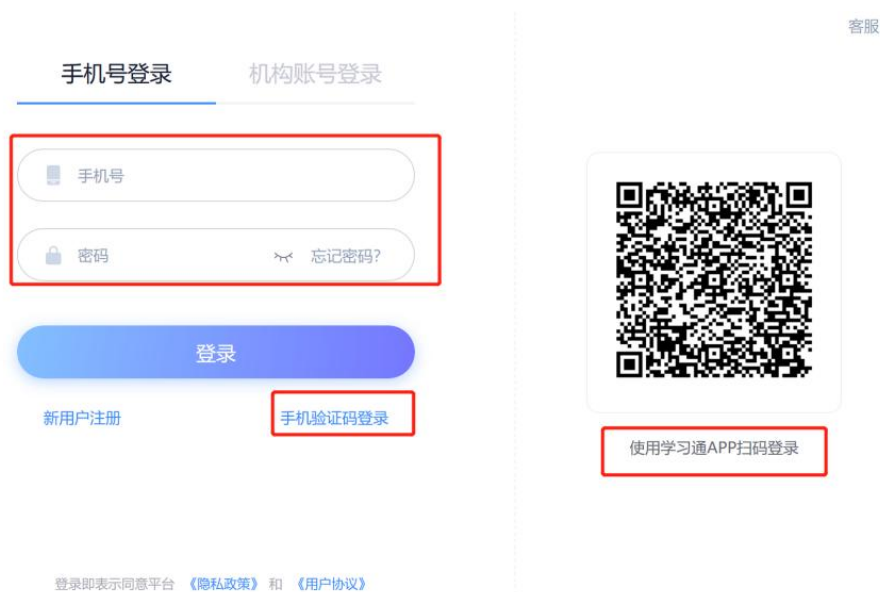 客服
手机号登录 机构账号登录
手机号
密码 忘记密码?
登录
新用户注册 手机验证码登录
使用学习通APP扫码登录
登录即表示同意平台 《隐私政策》 和 《用户协议》